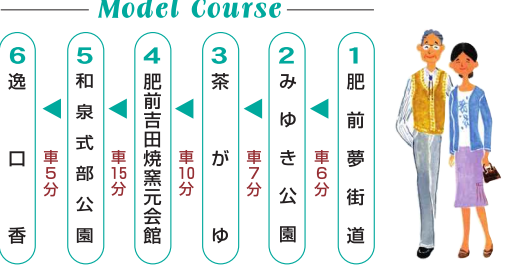 Model Course
1 肥前夢街道
車6分
2 みゆき公園
車7分
3 茶がゆ
車10分
4 肥前吉田焼窯元会館
車15分
5 和泉式部公園
車5分
6 逸口香